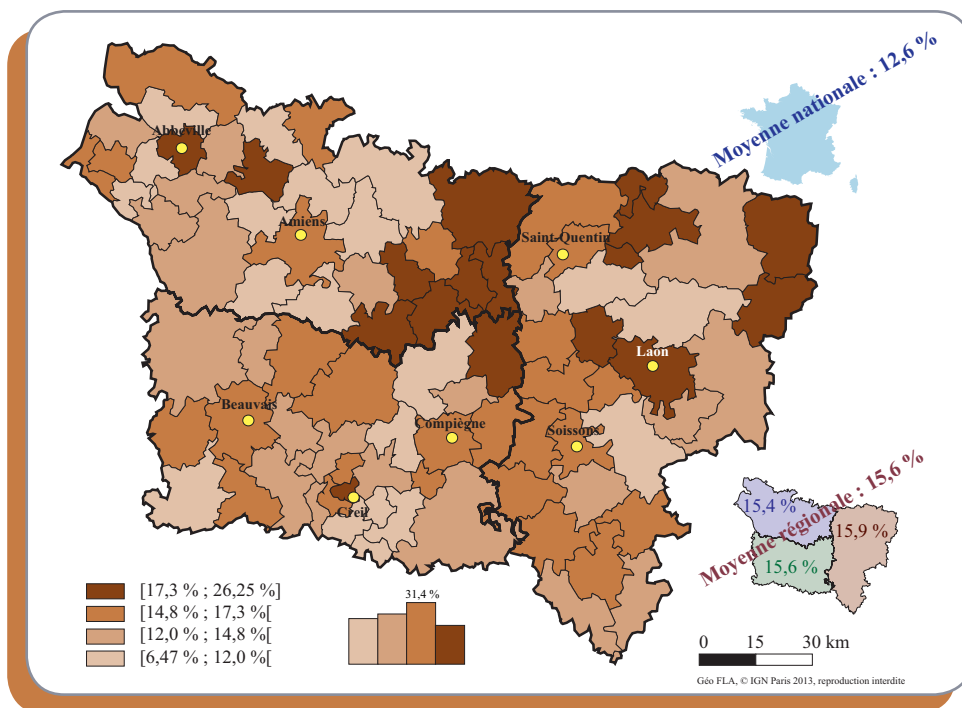 Moyenne nationale : 12,6 %
Abbeville
Amiens
Saint-Quentin
Laon
Beauvais
Compiègne
Soissons
Creil
Moyenne régionale : 15,6 %
15,4 %
15,9 %
15,6 %
[17,3 % ; 26,25 %]
[14,8 % ; 17,3 %[
[12,0 % ; 14,8 %[
[6,47 % ; 12,0 %[
31,4 %
0 15 30 km
Géo FLA, © IGN Paris 2013, reproduction interdite